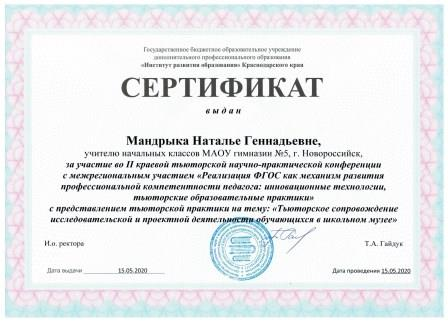 Государственное бюджетное образовательное учреждение
дополнительного профессионального образования
«Институт развития образования» Краснодарского края
СЕРТИФИКАТ
выдан
Мандрыка Наталье Геннадьевне,
учителю начальных классов МАОУ гимназии №5, г. Новороссийск,
за участие во II краевой тьюторской научно-практической конференции
с межрегиональным участием «Реализация ФГОС как механизм развития
профессиональной компетентности педагога: инновационные технологии,
тьюторские образовательные практики»
с представлением тьюторской практики на тему: «Тьюторское сопровождение
исследовательской и проектной деятельности обучающихся в школьном музее»
И.о. ректора Т.А. Гайдук
Дата выдачи 15.05.2020 Дата проведения 15.05.2020